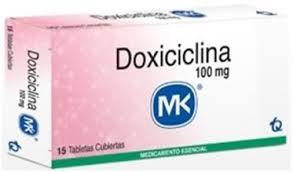 Doxiciclina
100 mg
MK®
15 Tabletas Cubiertas
MEDICAMENTO ESENCIAL